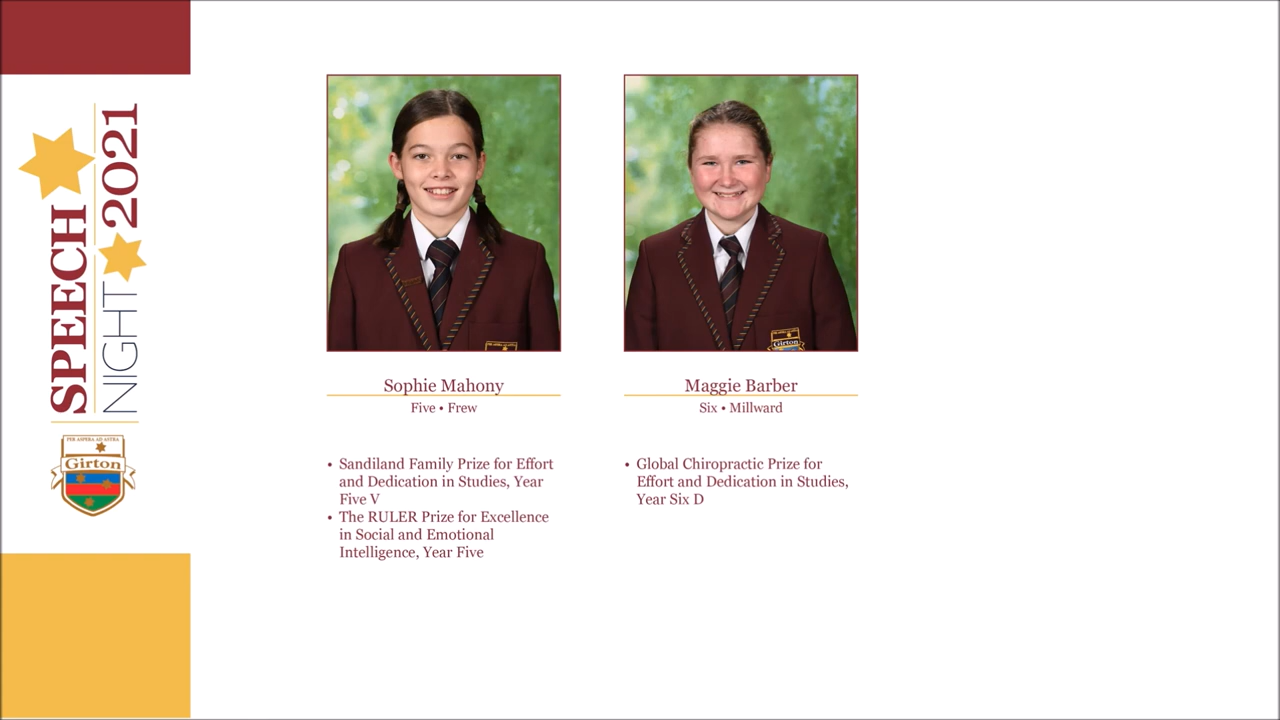 SPEECH
NIGHT 2021
PER ASPERA AD ASTRA
Girton
Sophie Mahony
Five • Frew
• Sandiland Family Prize for Effort
and Dedication in Studies, Year
Five V
• The RULER Prize for Excellence
in Social and Emotional
Intelligence, Year Five
Girton
Maggie Barber
Six • Millward
• Global Chiropractic Prize for
Effort and Dedication in Studies,
Year Six D